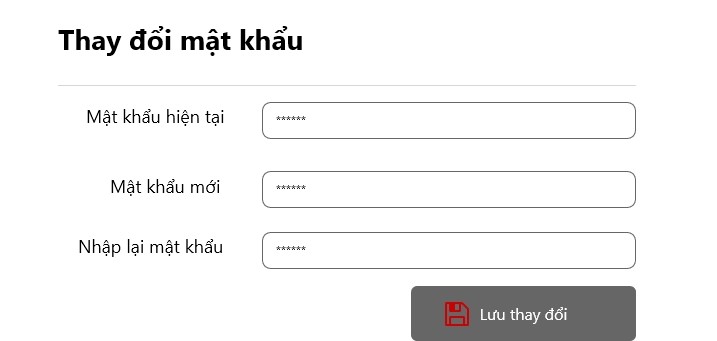 Thay đổi mật khẩu
Mật khẩu hiện tại ******
Mật khẩu mới ******
Nhập lại mật khẩu ******
Lưu thay đổi